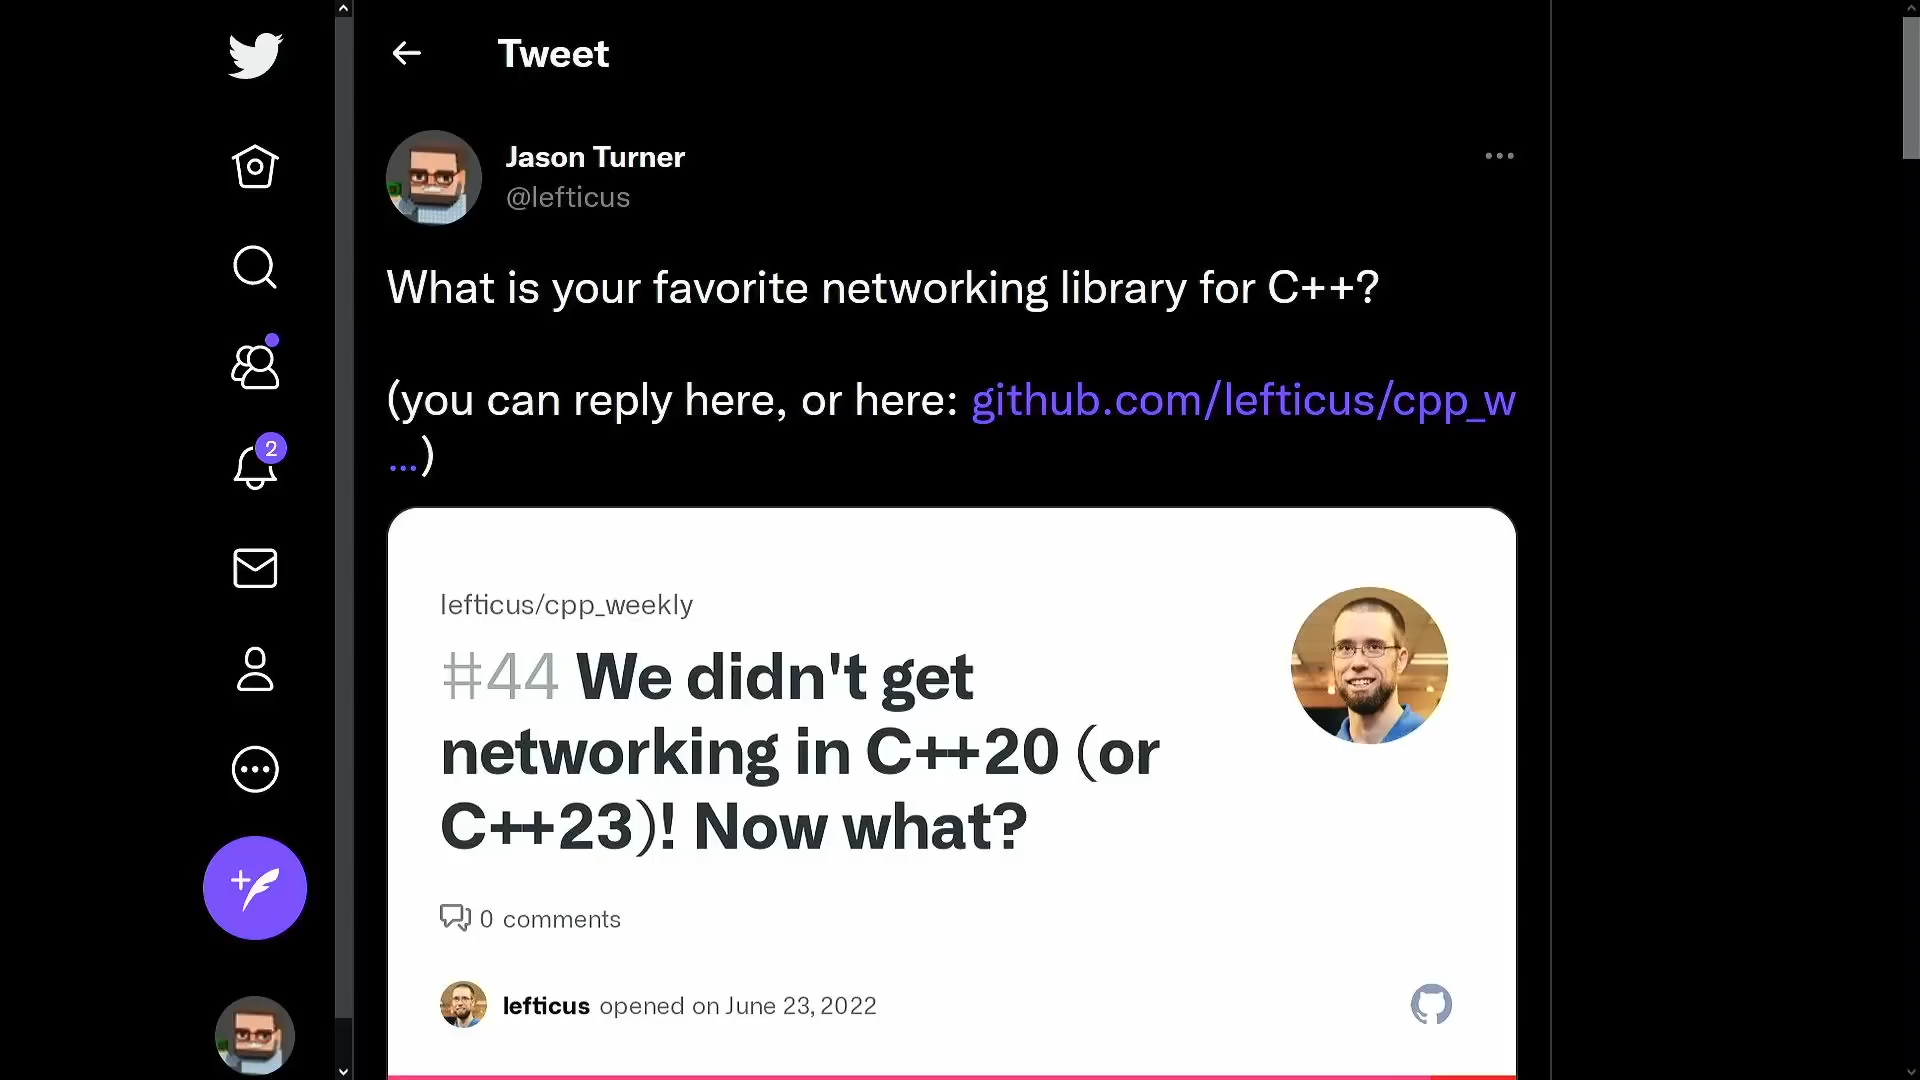 Tweet
Jason Turner
@lefticus
What is your favorite networking library for C++?
(you can reply here, or here: github.com/lefticus/cpp_w
...)
2
lefticus/cpp_weekly
#44 We didn't get
networking in C++20 (or
C++23)! Now what?
0 comments
lefticus opened on June 23, 2022